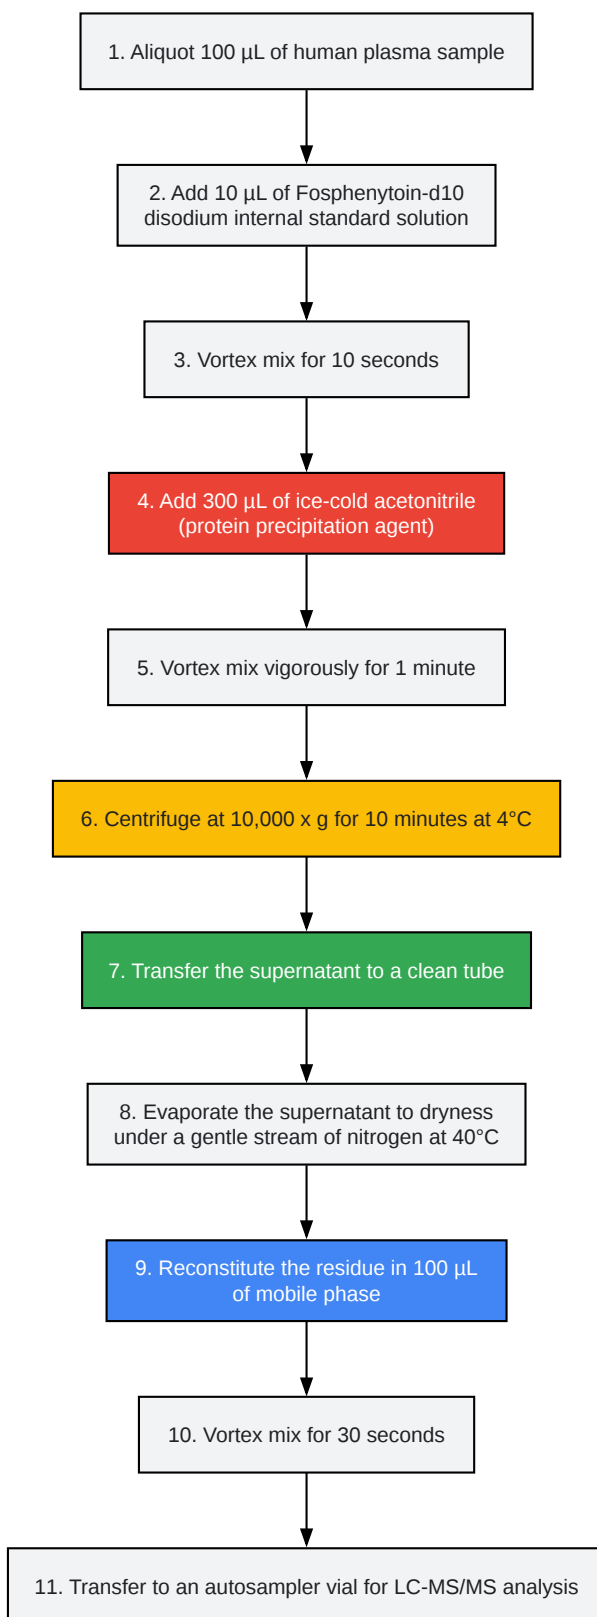 1. Aliquot 100 µL of human plasma sample
2. Add 10 µL of Fosphenytoin-d10
disodium internal standard solution
3. Vortex mix for 10 seconds
4. Add 300 µL of ice-cold acetonitrile
(protein precipitation agent)
5. Vortex mix vigorously for 1 minute
6. Centrifuge at 10,000 x g for 10 minutes at 4°C
7. Transfer the supernatant to a clean tube
8. Evaporate the supernatant to dryness
under a gentle stream of nitrogen at 40°C
9. Reconstitute the residue in 100 µL
of mobile phase
10. Vortex mix for 30 seconds
11. Transfer to an autosampler vial for LC-MS/MS analysis